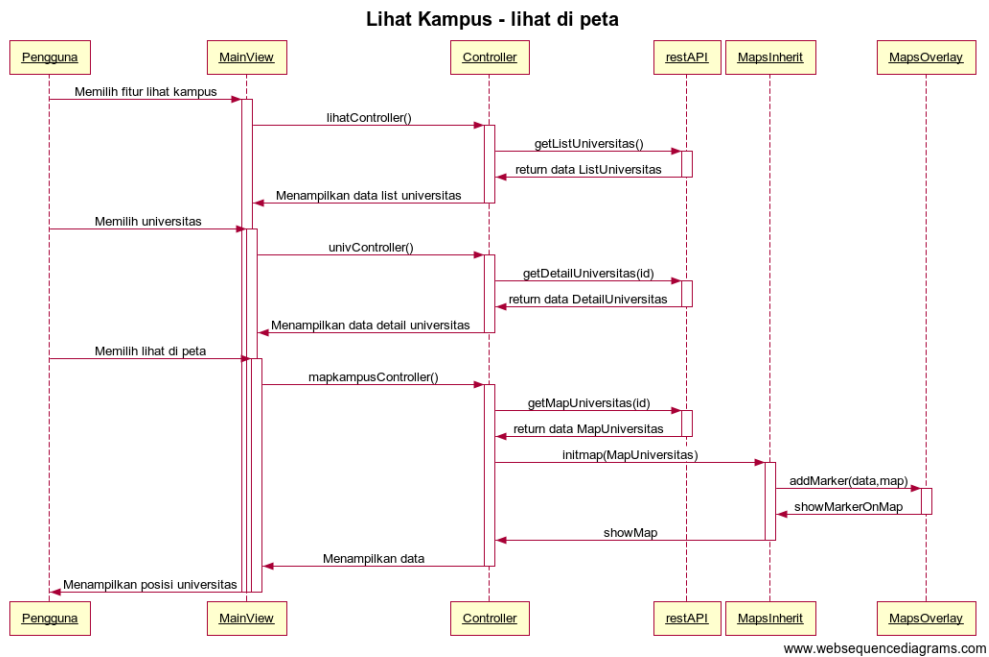 Lihat Kampus - lihat di peta
Pengguna
MainView
Controller
restAPI
MapsInherit
MapsOverlay
Memilih fitur lihat kampus
lihatController()
getListUniversitas()
return data ListUniversitas
Menampilkan data list universitas
Memilih universitas
univController()
getDetailUniversitas(id)
return data DetailUniversitas
Menampilkan data detail universitas
Memilih lihat di peta
mapkampusController()
getMapUniversitas(id)
return data MapUniversitas
initmap(MapUniversitas)
addMarker(data,map)
showMarkerOnMap
showMap
Menampilkan data
Menampilkan posisi universitas
Pengguna
MainView
Controller
restAPI
MapsInherit
MapsOverlay
www.websequencediagrams.com